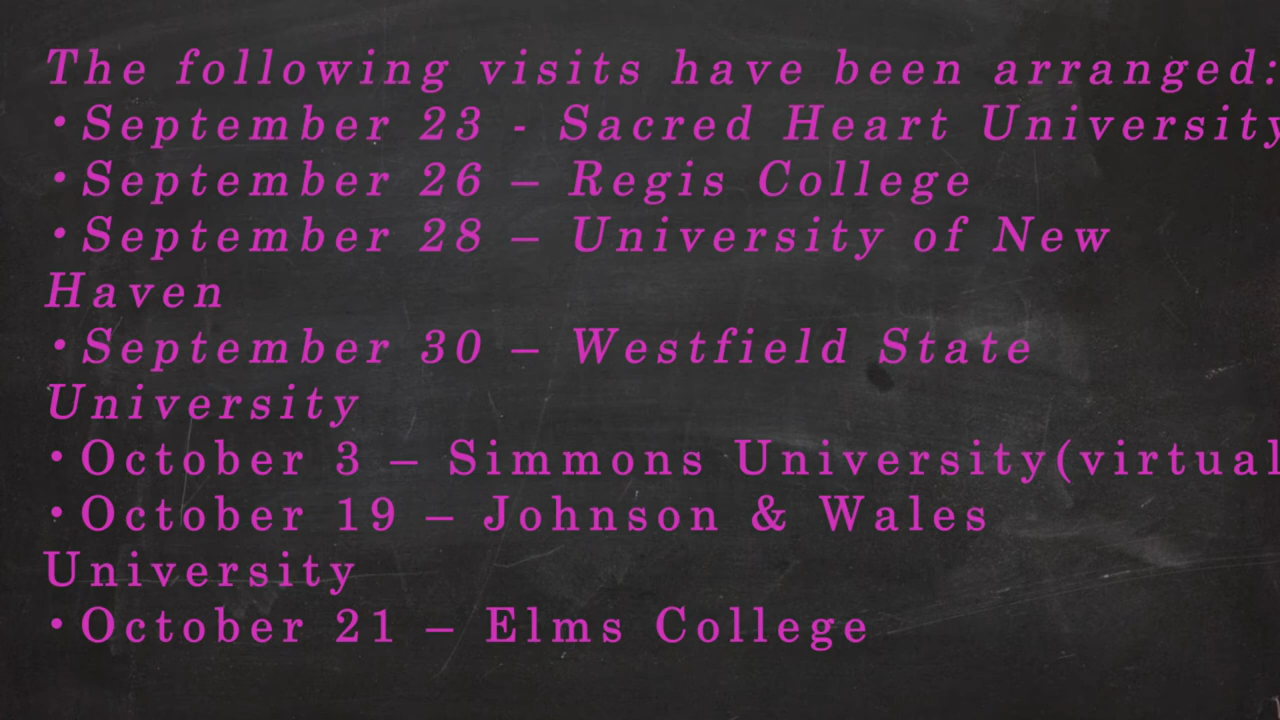 The following visits have been arranged:
•September 23 - Sacred Heart University
•September 26 – Regis College
•September 28 – University of New
Haven
•September 30 – Westfield State
University
•October 3 – Simmons University(virtual
•October 19 – Johnson & Wales
University
•October 21 – Elms College